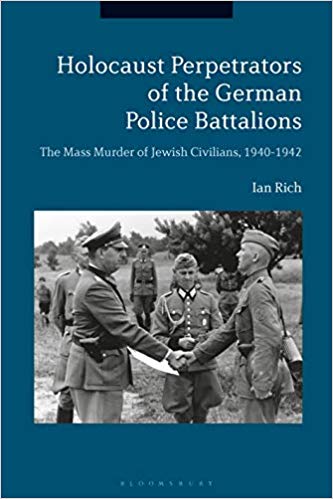 Holocaust Perpetrators
of the German
Police Battalions
The Mass Murder of Jewish Civilians, 1940-1942
Ian Rich
BLOOMSBURY